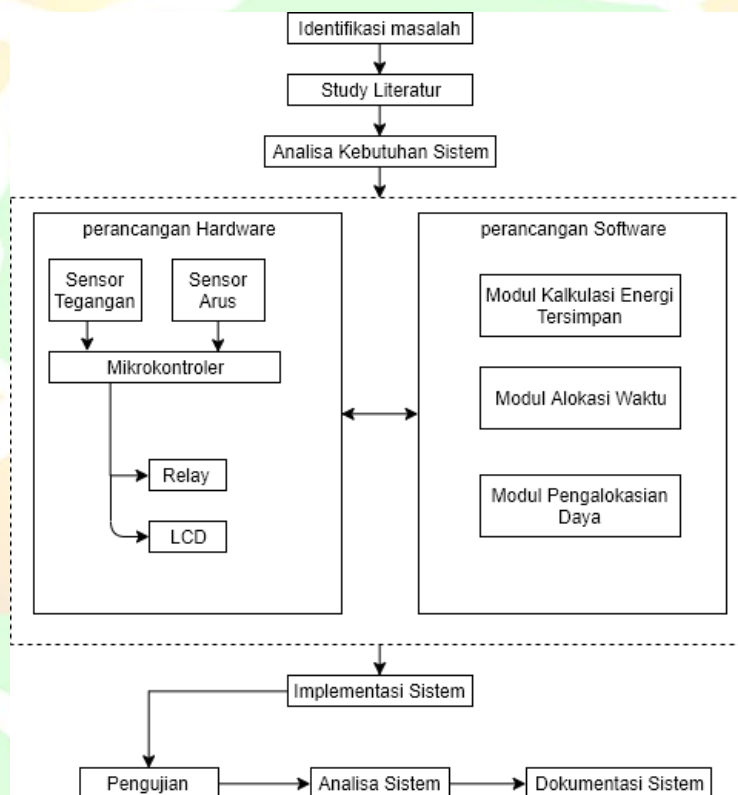 Identifikasi masalah
Study Literatur
Analisa Kebutuhan Sistem
perancangan Hardware
Sensor
Tegangan
Sensor
Arus
Mikrokontroler
Relay
LCD
perancangan Software
Modul Kalkulasi Energi
Tersimpan
Modul Alokasi Waktu
Modul Pengalokasian
Daya
Implementasi Sistem
Pengujian
Analisa Sistem
Dokumentasi Sistem